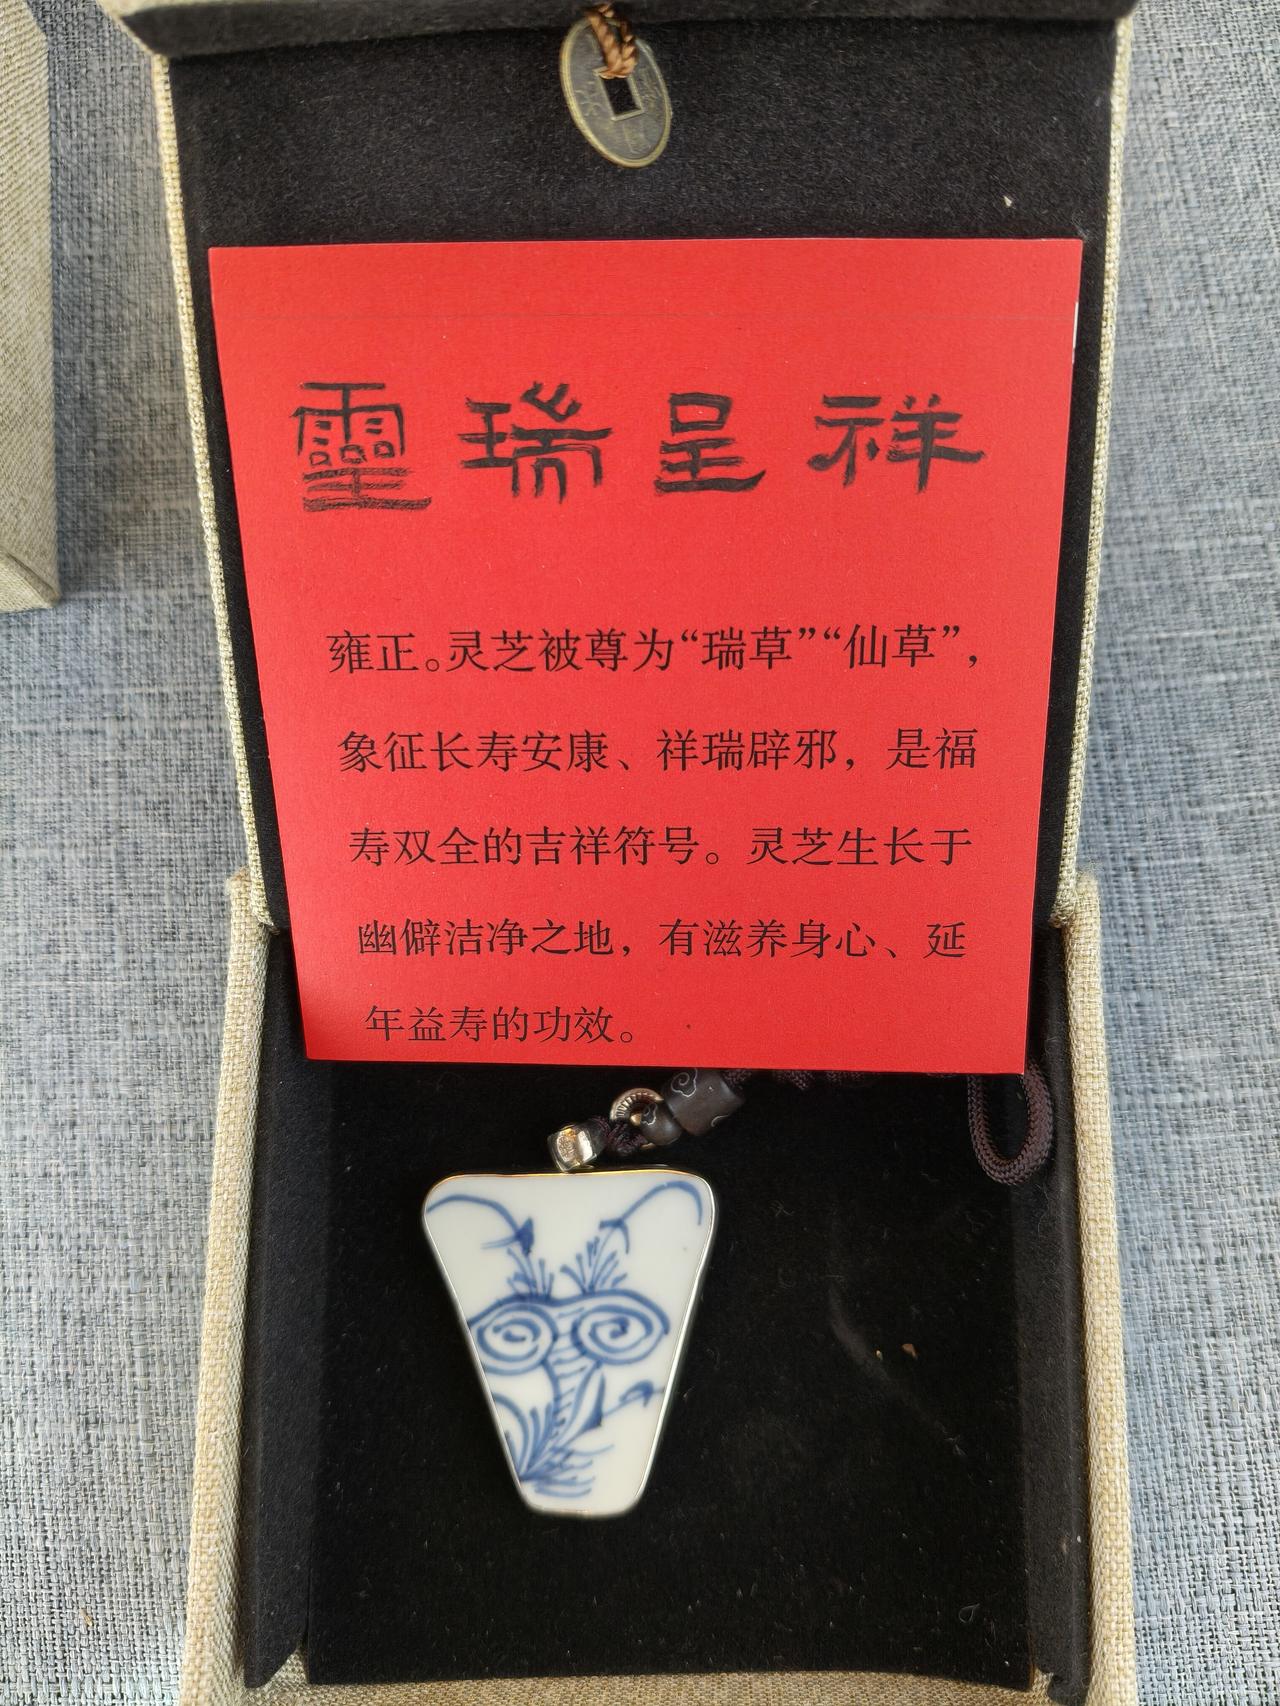 靈瑞呈祥
雍正。灵芝被尊为“瑞草”“仙草”，
象征长寿安康、祥瑞辟邪，是福
寿双全的吉祥符号。灵芝生长于
幽僻洁净之地，有滋养身心、延
年益寿的功效。